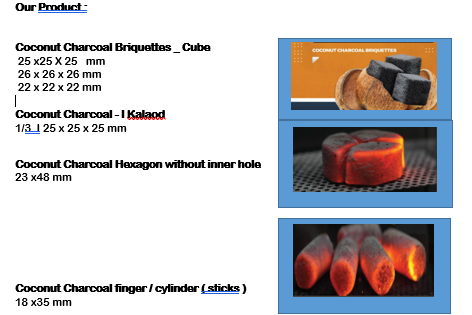 Our Product:
Coconut Charcoal Briquettes _ Cube
25 x25 X 25 mm
26 x 26 x 26 mm
22 x 22 x 22 mm
Coconut Charcoal - I Kalaod
1/3 I 25 x 25 x 25 mm
Coconut Charcoal Hexagon without inner hole
23 x48 mm
Coconut Charcoal finger / cylinder ( sticks )
18 x35 mm
COCONUT CHARCOAL BRIQUETTES